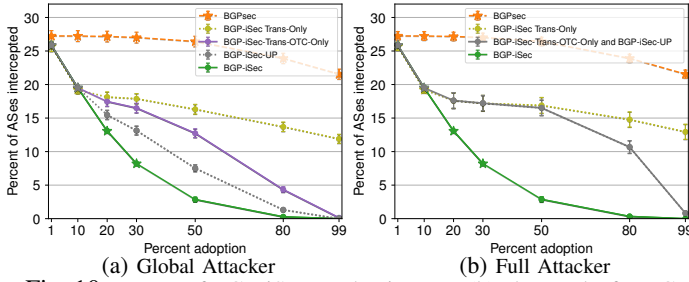 BGPsec
BGP-iSec Trans-Only
BGP-iSec-Trans-OTC-Only
BGP-iSec-UP
BGP-iSec
Percent of ASes intercepted
30
25
20
15
10
5
0
1 10 20 30 50 80 99
Percent adoption
(a) Global Attacker
BGPsec
BGP-iSec Trans-Only
BGP-iSec-Trans-OTC-Only and BGP-iSec-UP
BGP-iSec
Percent of ASes intercepted
30
25
20
15
10
5
0
1 10 20 30 50 80 99
Percent adoption
(b) Full Attacker